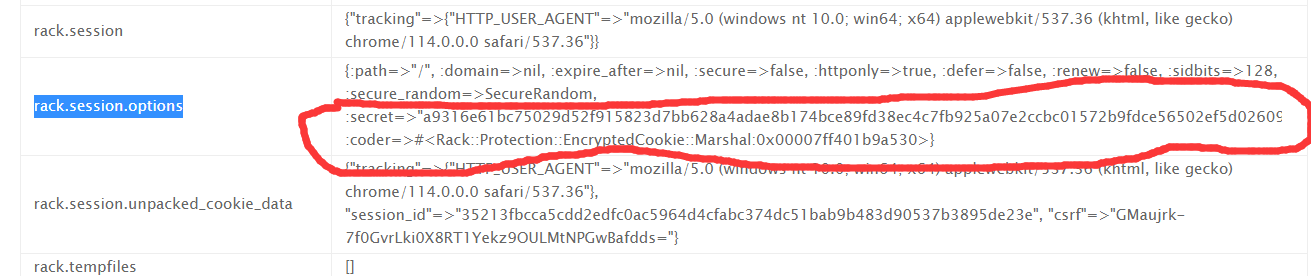 rack.session
{"tracking"=>{"HTTP_USER_AGENT"=>"mozilla/5.0 (windows nt 10.0; win64; x64) applewebkit/537.36 (khtml, like gecko)
chrome/114.0.0.0 safari/537.36"}}
rack.session.options
{:path=>"/", :domain=>nil, :expire_after=>nil, :secure=>false, :httponly=>true, :defer=>false, :renew=>false, :sidbits=>128,
:secure_random=>SecureRandom,
:secret=>"a9316e61bc75029d52f915823d7bb628a4adae8b174bce89fd38ec4c7fb925a07e2ccbc01572b9fdce56502ef5d02609
:coder=>#<Rack::Protection::EncryptedCookie::Marshal:0x00007ff401b9a530>}
rack.session.unpacked_cookie_data
{"tracking"=>{"HTTP_USER_AGENT"=>"mozilla/5.0 (windows nt 10.0; win64; x64) applewebkit/537.36 (khtml, like gecko)
chrome/114.0.0.0 safari/537.36"},
"session_id"=>"35213fbcca5cdd2edfc0ac5964d4cfabc374dc51bab9b483d90537b3895de23e", "csrf"=>"GMaujrk-
7f0GvrLki0X8RT1Yekz9OULMtNPGwBafdds="}
rack.tempfiles
[]